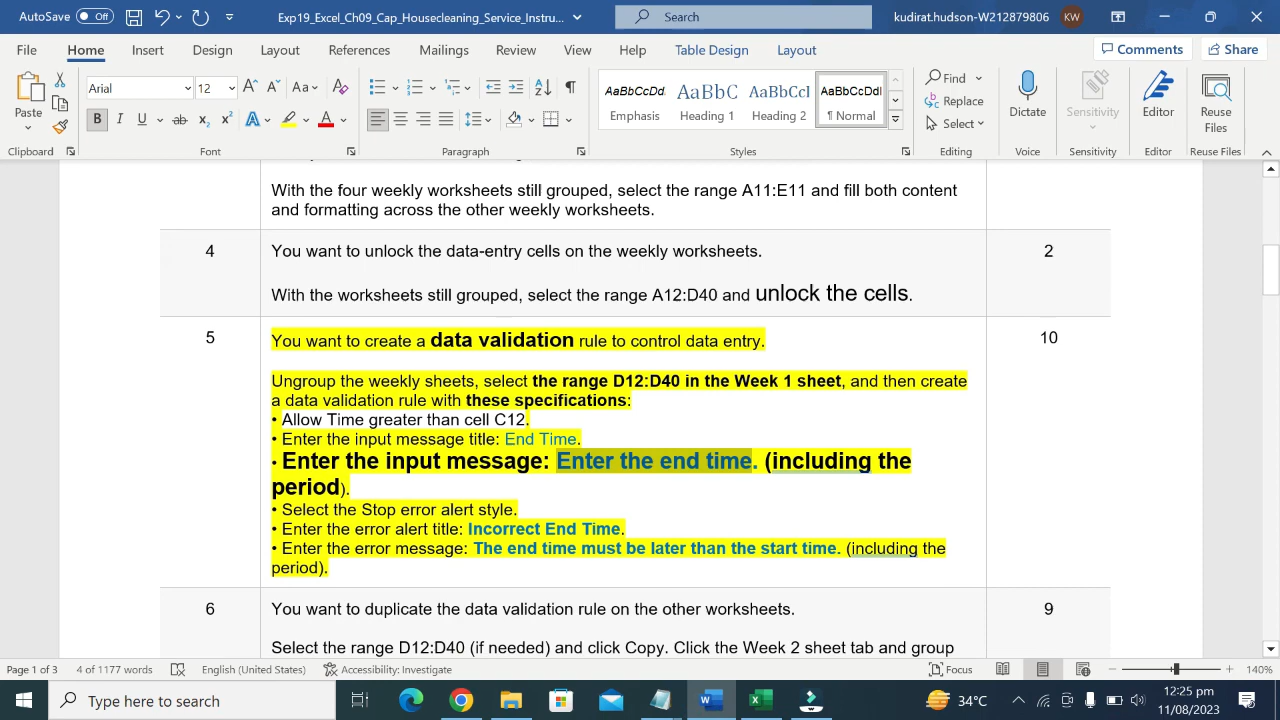 AutoSave Off Exp19_Excel_Ch09_Cap_Housecleaning_Service_Instru... Search kudirat.hudson-W212879806 KW
File Home Insert Design Layout References Mailings Review View Help Table Design Layout Comments Share
Paste Arial 12 Aa AaBbCcDd AaBbC AaBbCcI AaBbCcDdI Find Replace Select Dictate Sensitivity Editor Reuse Files
B I U ab x₂ x² A A Emphasis Heading 1 Heading 2 ¶ Normal
Clipboard Font Paragraph Styles Editing Voice Sensitivity Editor Reuse Files
With the four weekly worksheets still grouped, select the range A11:E11 and fill both content
and formatting across the other weekly worksheets.
4 You want to unlock the data-entry cells on the weekly worksheets. 2
With the worksheets still grouped, select the range A12:D40 and unlock the cells.
5 You want to create a data validation rule to control data entry. 10
Ungroup the weekly sheets, select the range D12:D40 in the Week 1 sheet, and then create
a data validation rule with these specifications:
• Allow Time greater than cell C12.
• Enter the input message title: End Time.
• Enter the input message: Enter the end time. (including the
period).
• Select the Stop error alert style.
• Enter the error alert title: Incorrect End Time.
• Enter the error message: The end time must be later than the start time. (including the
period).
6 You want to duplicate the data validation rule on the other worksheets. 9
Select the range D12:D40 (if needed) and click Copy. Click the Week 2 sheet tab and group
Page 1 of 3 4 of 1177 words English (United States) Accessibility: Investigate Focus 140%
Type here to search 34°C 12:25 pm
11/08/2023